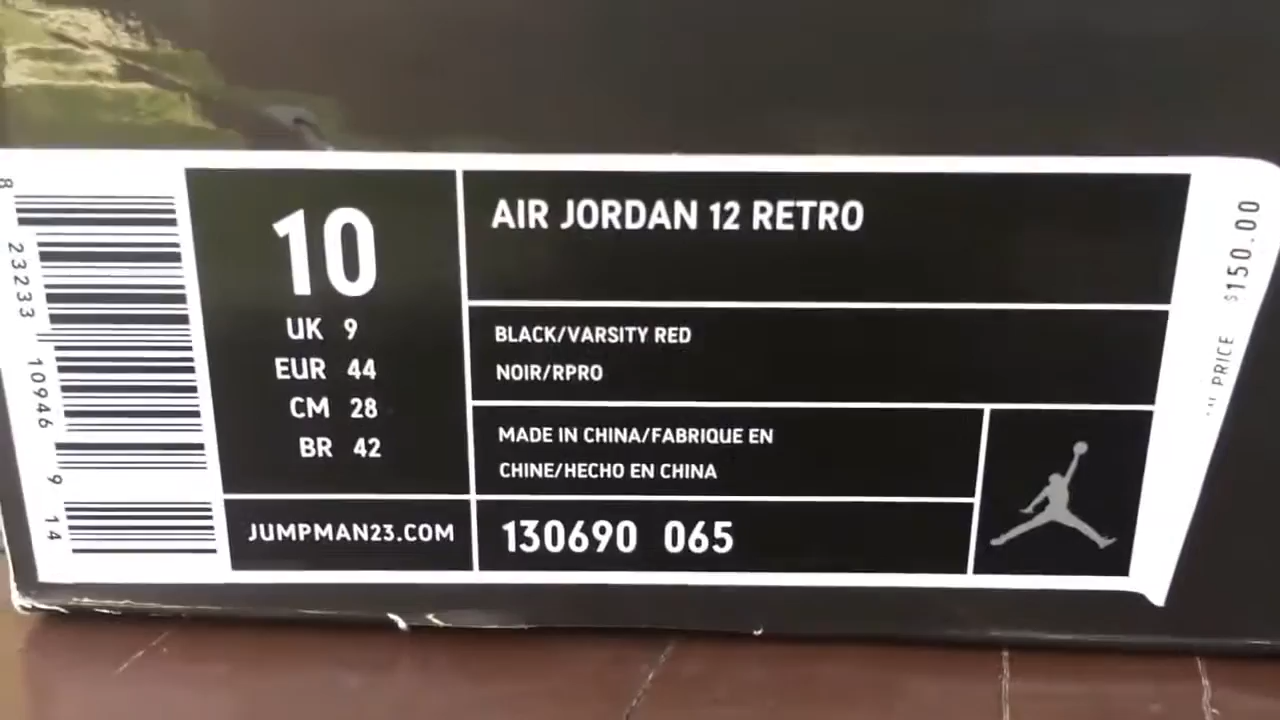 8 23233 10946 9 14
10
UK 9
EUR 44
CM 28
BR 42
JUMPMAN23.COM
AIR JORDAN 12 RETRO
BLACK/VARSITY RED
NOIR/RPRO
MADE IN CHINA/FABRIQUE EN
CHINE/HECHO EN CHINA
130690 065
PRICE $150.00